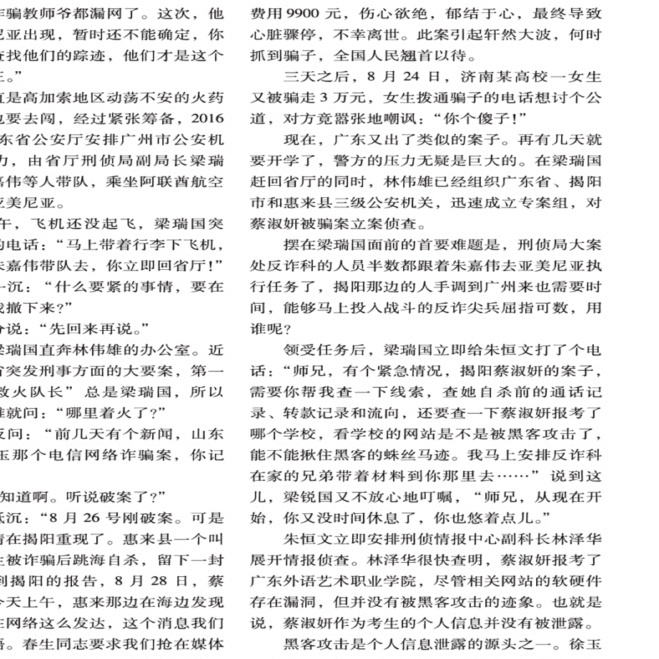 诈骗教师爷都漏网了。这次，他
尼亚出现，暂时还不能确定，你
查找他们的踪迹，他们才是这个
王。”
直是高加索地区动荡不安的火药
也要去闯，经过紧张筹备，2016
东省公安厅安排广州市公安机
力，由省厅刑侦局副局长梁瑞
嘉伟等人带队，乘坐阿联酋航空
亚美尼亚。
午，飞机还没起飞，梁瑞国突
的电话：“马上带着行李下飞机，
朱嘉伟带队去，你立即回省厅！”
一沉：“什么要紧的事情，要在
我撤下来？”
分说：“先回来再说。”
梁瑞国直奔林伟雄的办公室。近
省突发刑事方面的大要案，第一
救火队长”总是梁瑞国，所以
雄就问：“哪里着火了？”
反问：“前几天有个新闻，山东
玉那个电信网络诈骗案，你记
知道啊。听说破案了？”
低沉：“8 月 26 号刚破案。可是
情在揭阳重现了。惠来县一个叫
生被诈骗后跳海自杀，留下一封
到揭阳的报告，8 月 28 日，蔡
今天上午，惠来那边在海边发现
在网络这么发达，这个消息我们
语。春生同志要求我们抢在媒体
费用 9900 元，伤心欲绝，郁结于心，最终导致
心脏骤停，不幸离世。此案引起轩然大波，何时
抓到骗子，全国人民翘首以待。
三天之后，8 月 24 日，济南某高校一女生
又被骗走 3 万元，女生拨通骗子的电话想讨个公
道，对方竟嚣张地嘲讽：“你个傻子！”
现在，广东又出了类似的案子。再有几天就
要开学了，警方的压力无疑是巨大的。在梁瑞国
赶回省厅的同时，林伟雄已经组织广东省、揭阳
市和惠来县三级公安机关，迅速成立专案组，对
蔡淑妍被骗案立案侦查。
摆在梁瑞国面前的首要难题是，刑侦局大案
处反诈科的人员半数都跟着朱嘉伟去亚美尼亚执
行任务了，揭阳那边的人手调到广州来也需要时
间，能够马上投入战斗的反诈尖兵屈指可数，用
谁呢？
领受任务后，梁瑞国立即给朱恒文打了个电
话：“师兄，有个紧急情况，揭阳蔡淑妍的案子，
需要你帮我查一下线索，查她自杀前的通话记
录、转款记录和流向，还要查一下蔡淑妍报考了
哪个学校，看学校的网站是不是被黑客攻击了，
能不能揪住黑客的蛛丝马迹。我马上安排反诈科
在家的兄弟带着材料到你那里去……”说到这
儿，梁锐国又不放心地叮嘱，“师兄，从现在开
始，你又没时间休息了，你也悠着点儿。”
朱恒文立即安排刑侦情报中心副科长林泽华
展开情报侦查。林泽华很快查明，蔡淑妍报考了
广东外语艺术职业学院，尽管相关网站的软硬件
存在漏洞，但并没有被黑客攻击的迹象。也就是
说，蔡淑妍作为考生的个人信息并没有被泄露。
黑客攻击是个人信息泄露的源头之一。徐玉